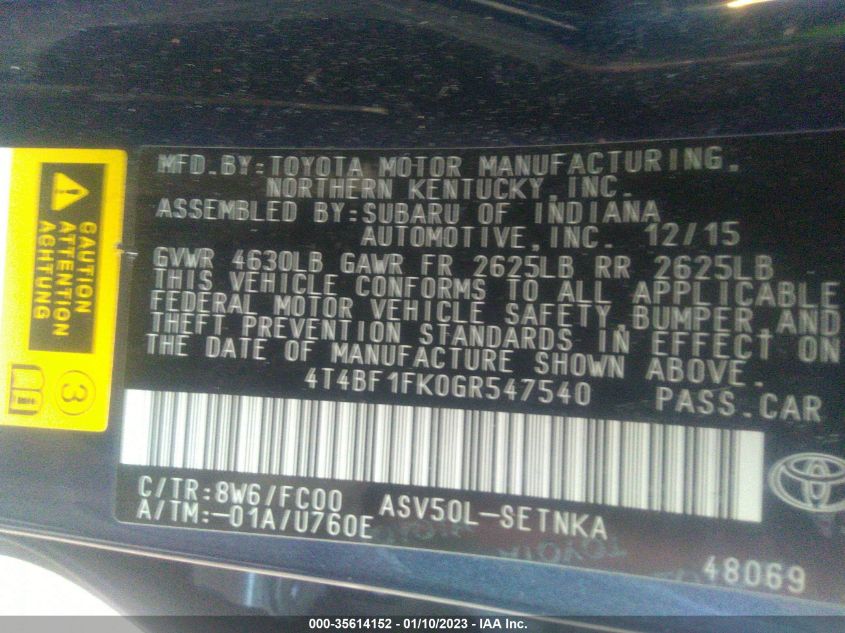 MFD.BY:TOYOTA MOTOR MANUFACTURING,
NORTHERN KENTUCKY,INC.
ASSEMBLED BY:SUBARU OF INDIANA
AUTOMOTIVE,INC. 12/15
GVWR 4630LB GAWR FR 2625LB RR 2625LB
THIS VEHICLE CONFORMS TO ALL APPLICABLE
FEDERAL MOTOR VEHICLE SAFETY,BUMPER,AND
THEFT PREVENTION STANDARDS IN EFFECT ON
THE DATE OF MANUFACTURE SHOWN ABOVE.
4T4BF1FK0GR547540 PASS.CAR
C/TR:8W6/FC00 ASV50L-SETNKA
A/TM:-01A/U760E
48069
CAUTION
ATTENTION
ACHTUNG
3
000-35614152 - 01/10/2023 - IAA Inc.